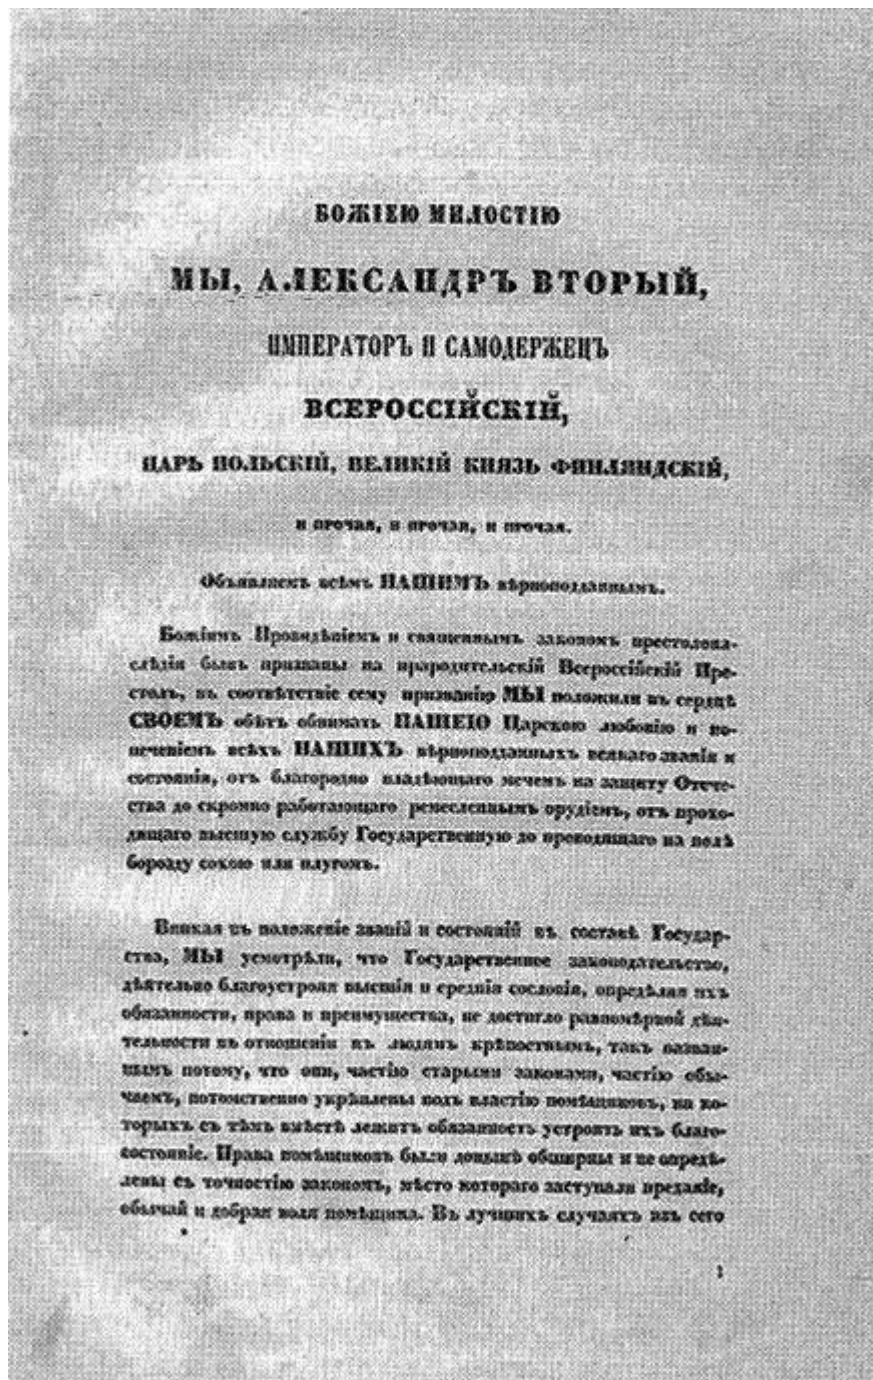 БОЖІЕЮ МИЛОСТІЮ
МЫ, АЛЕКСАНДРЪ ВТОРЫЙ,
ИМПЕРАТОРЪ И САМОДЕРЖЕЦЪ
ВСЕРОССІЙСКІЙ,
ЦАРЬ ПОЛЬСКІЙ, ВЕЛИКІЙ КНЯЗЬ ФИНЛЯНДСКІЙ,
и прочая, и прочая, и прочая.
Объявляемъ всѣмъ НАШИМЪ вѣрноподданнымъ.
Божіимъ Провидѣніемъ и священнымъ закономъ престолона-
слѣдія бывъ призваны на прародительскій Всероссійскій Пре-
столъ, въ соотвѣтствіе сему призванію МЫ положили въ сердцѣ
СВОЕМЪ обѣтъ обнимать НАШЕЮ Царскою любовію и по-
печеніемъ всѣхъ НАШИХЪ вѣрноподданныхъ всякаго званія и
состоянія, отъ благородно владѣющаго мечемъ на защиту Отече-
ства до скромно работающаго ремесленнымъ орудіемъ, отъ прохо-
дящаго высшую службу Государственную до проводящаго на полѣ
борозду сохою или плугомъ.
Вникая въ положеніе званій и состояній въ составѣ Государ-
ства, МЫ усмотрѣли, что Государственное законодательство,
дѣятельно благоустрояя высшія и среднія сословія, опредѣляя ихъ
обязанности, права и преимущества, не достигло равномѣрной дѣя-
тельности въ отношеніи къ людямъ крѣпостнымъ, такъ назван-
нымъ потому, что они, частію старыми законами, частію обы-
чаемъ, потомственно укрѣплены подъ властію помѣщиковъ, на ко-
торыхъ съ тѣмъ вмѣстѣ лежитъ обязанность устроять ихъ благо-
состояніе. Права помѣщиковъ были донынѣ обширны и не опредѣ-
лены съ точностію закономъ, мѣсто котораго заступали преданіе,
обычай и добрая воля помѣщика. Въ лучшихъ случаяхъ изъ сего
1